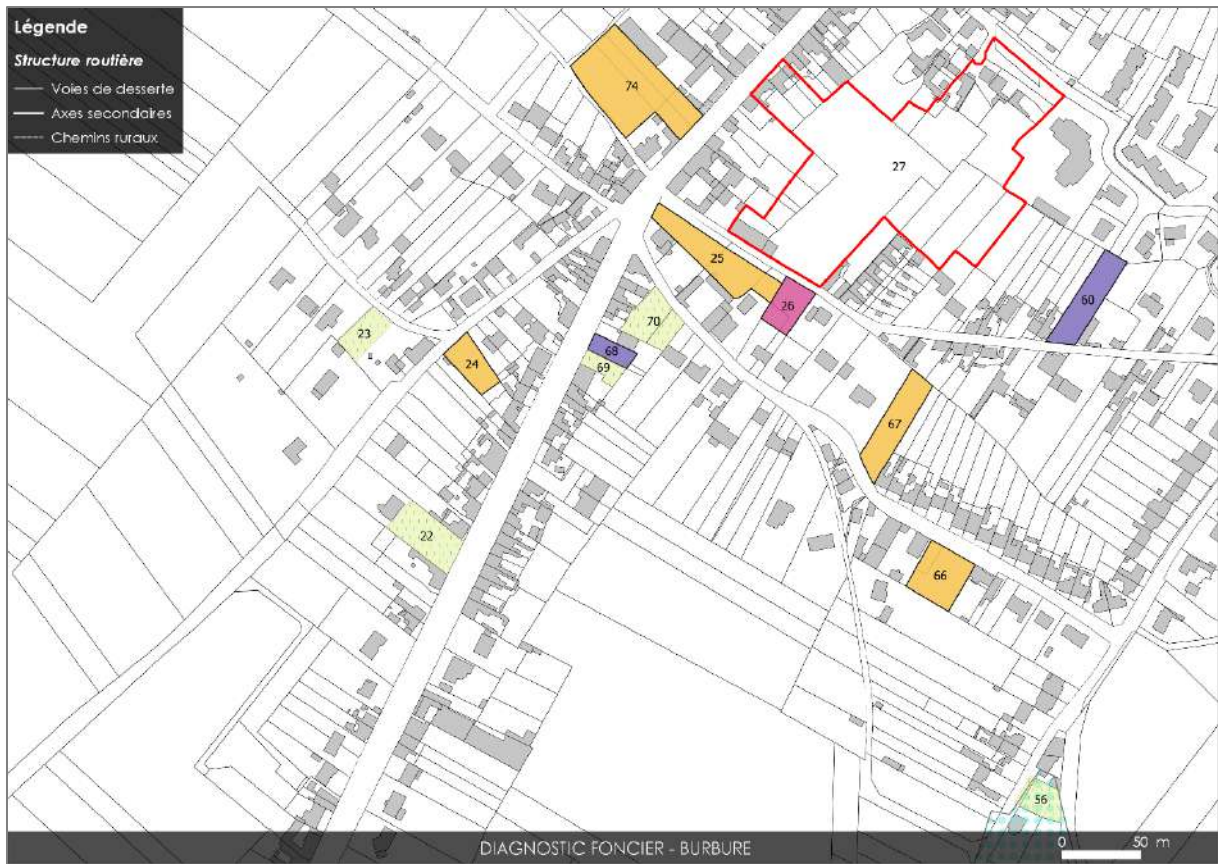 Légende
Structure routière
Voies de desserte
Axes secondaires
Chemins ruraux
74
27
25
26
60
23
70
24
68
69
67
22
66
56
DIAGNOSTIC FONCIER - BURBURE
0 50 m